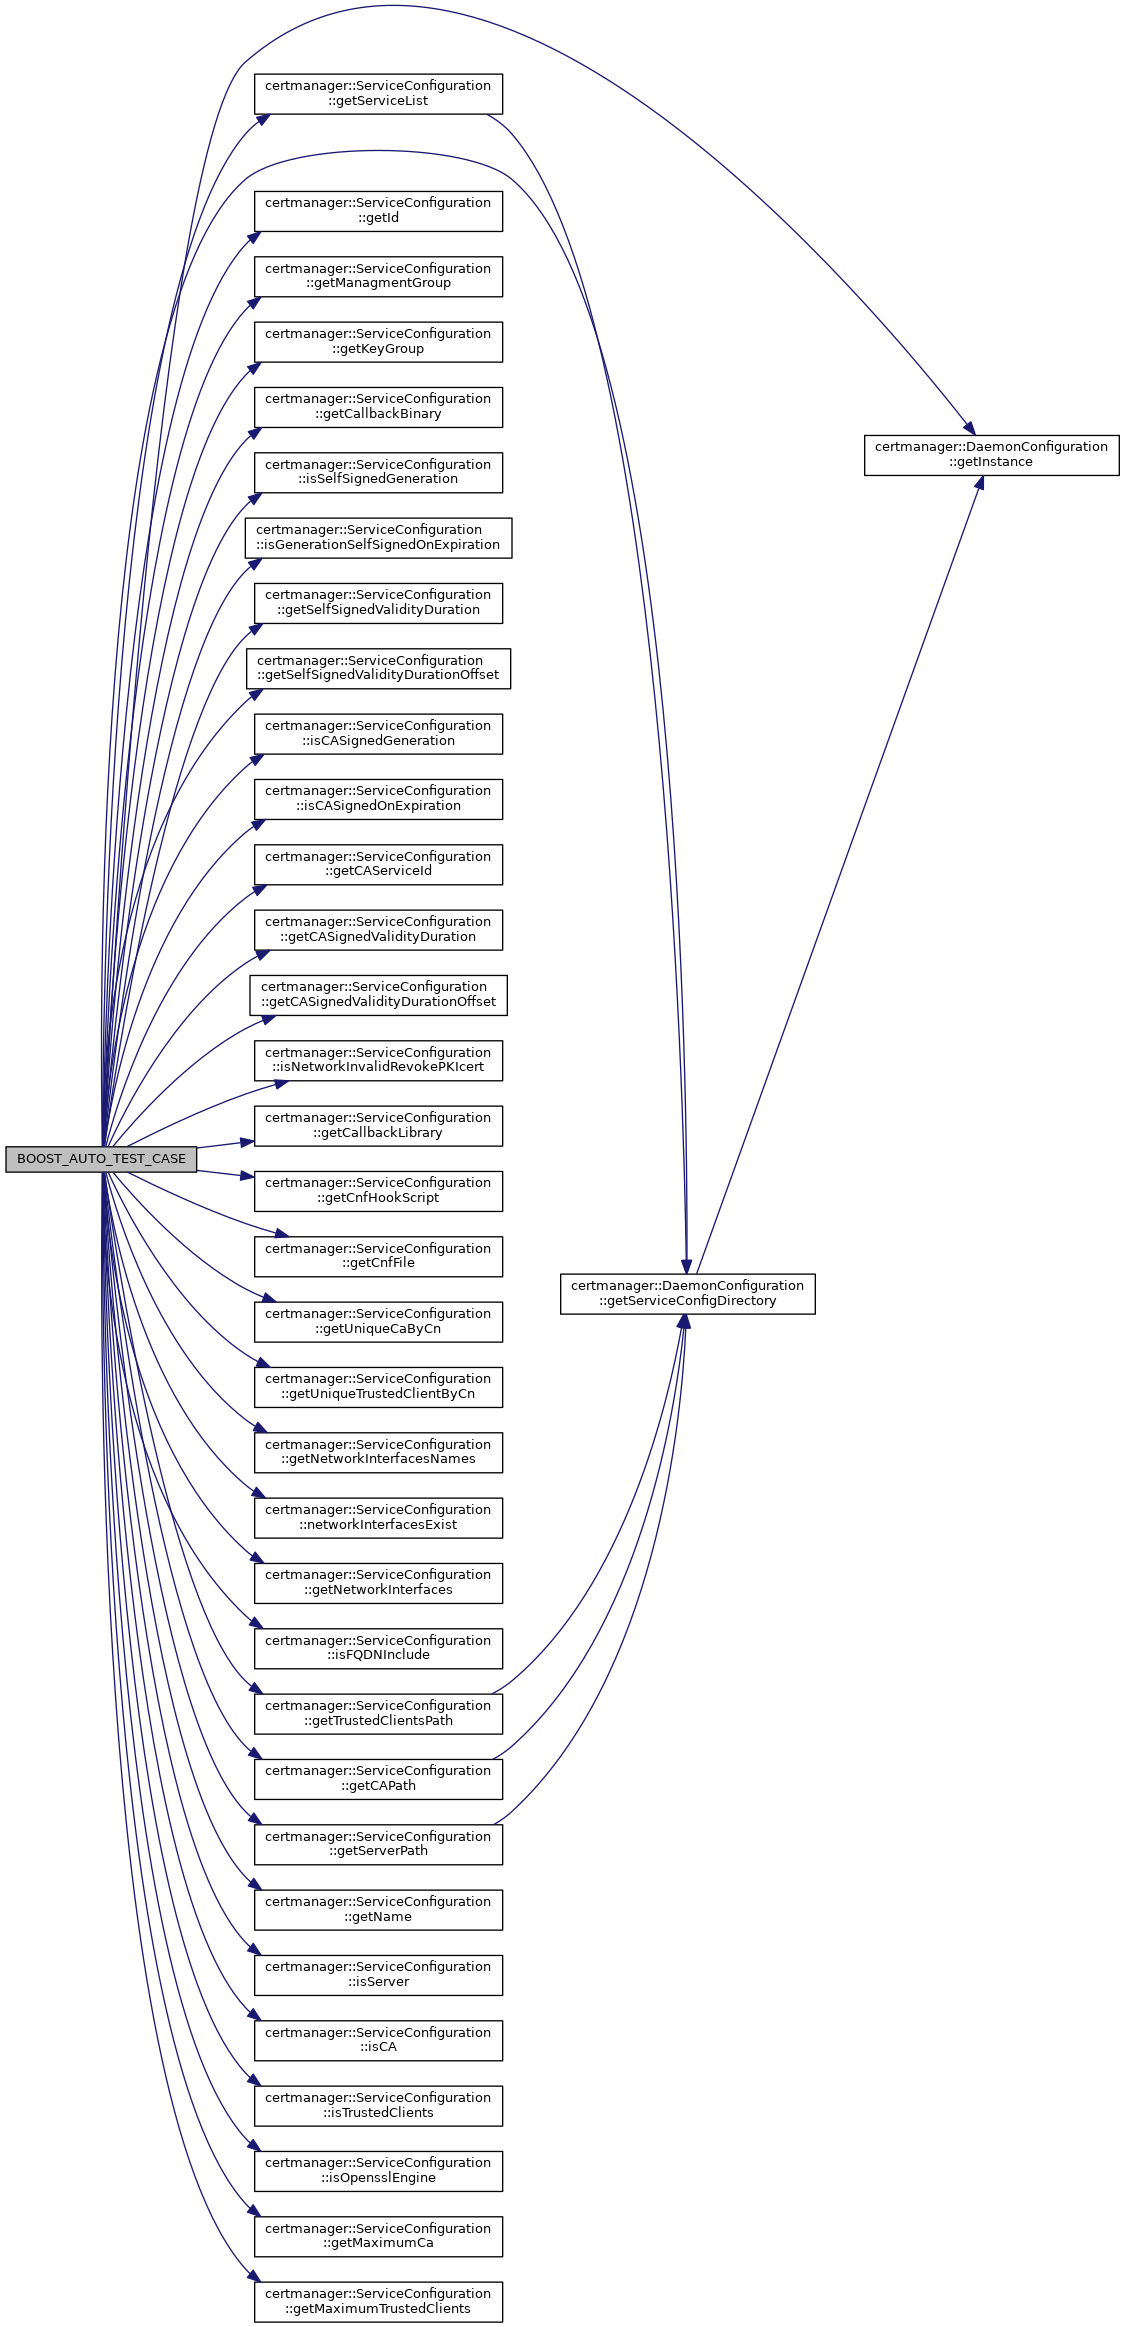 certmanager::ServiceConfiguration
::getServiceList
certmanager::ServiceConfiguration
::getId
certmanager::ServiceConfiguration
::getManagmentGroup
certmanager::ServiceConfiguration
::getKeyGroup
certmanager::ServiceConfiguration
::getCallbackBinary
certmanager::DaemonConfiguration
::getInstance
certmanager::ServiceConfiguration
::isSelfSignedGeneration
certmanager::ServiceConfiguration
::isGenerationSelfSignedOnExpiration
certmanager::ServiceConfiguration
::getSelfSignedValidityDuration
certmanager::ServiceConfiguration
::getSelfSignedValidityDurationOffset
certmanager::ServiceConfiguration
::isCASignedGeneration
certmanager::ServiceConfiguration
::isCASignedOnExpiration
certmanager::ServiceConfiguration
::getCAServiceId
certmanager::ServiceConfiguration
::getCASignedValidityDuration
certmanager::ServiceConfiguration
::getCASignedValidityDurationOffset
certmanager::ServiceConfiguration
::isNetworkInvalidRevokePKIcert
certmanager::ServiceConfiguration
::getCallbackLibrary
BOOST_AUTO_TEST_CASE
certmanager::ServiceConfiguration
::getCnfHookScript
certmanager::ServiceConfiguration
::getCnfFile
certmanager::DaemonConfiguration
::getServiceConfigDirectory
certmanager::ServiceConfiguration
::getUniqueCaByCn
certmanager::ServiceConfiguration
::getUniqueTrustedClientByCn
certmanager::ServiceConfiguration
::getNetworkInterfacesNames
certmanager::ServiceConfiguration
::networkInterfacesExist
certmanager::ServiceConfiguration
::getNetworkInterfaces
certmanager::ServiceConfiguration
::isFQDNInclude
certmanager::ServiceConfiguration
::getTrustedClientsPath
certmanager::ServiceConfiguration
::getCAPath
certmanager::ServiceConfiguration
::getServerPath
certmanager::ServiceConfiguration
::getName
certmanager::ServiceConfiguration
::isServer
certmanager::ServiceConfiguration
::isCA
certmanager::ServiceConfiguration
::isTrustedClients
certmanager::ServiceConfiguration
::isOpensslEngine
certmanager::ServiceConfiguration
::getMaximumCa
certmanager::ServiceConfiguration
::getMaximumTrustedClients